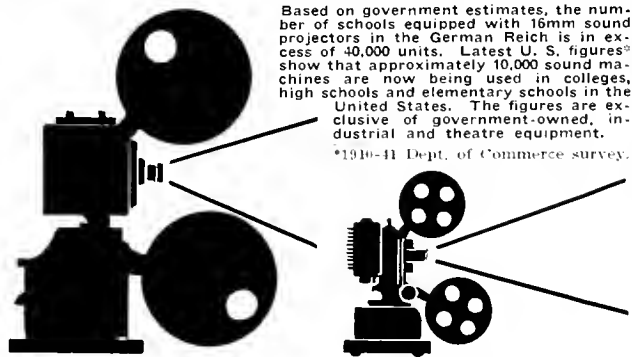 Based on government estimates, the num-
ber of schools equipped with 16mm sound
projectors in the German Reich is in ex-
cess of 40,000 units. Latest U. S. figures*
show that approximately 10,000 sound ma-
chines are now being used in colleges,
high schools and elementary schools in the
United States. The figures are ex-
clusive of government-owned, in-
dustrial and theatre equipment.
*1940-41 Dept. of Commerce survey.